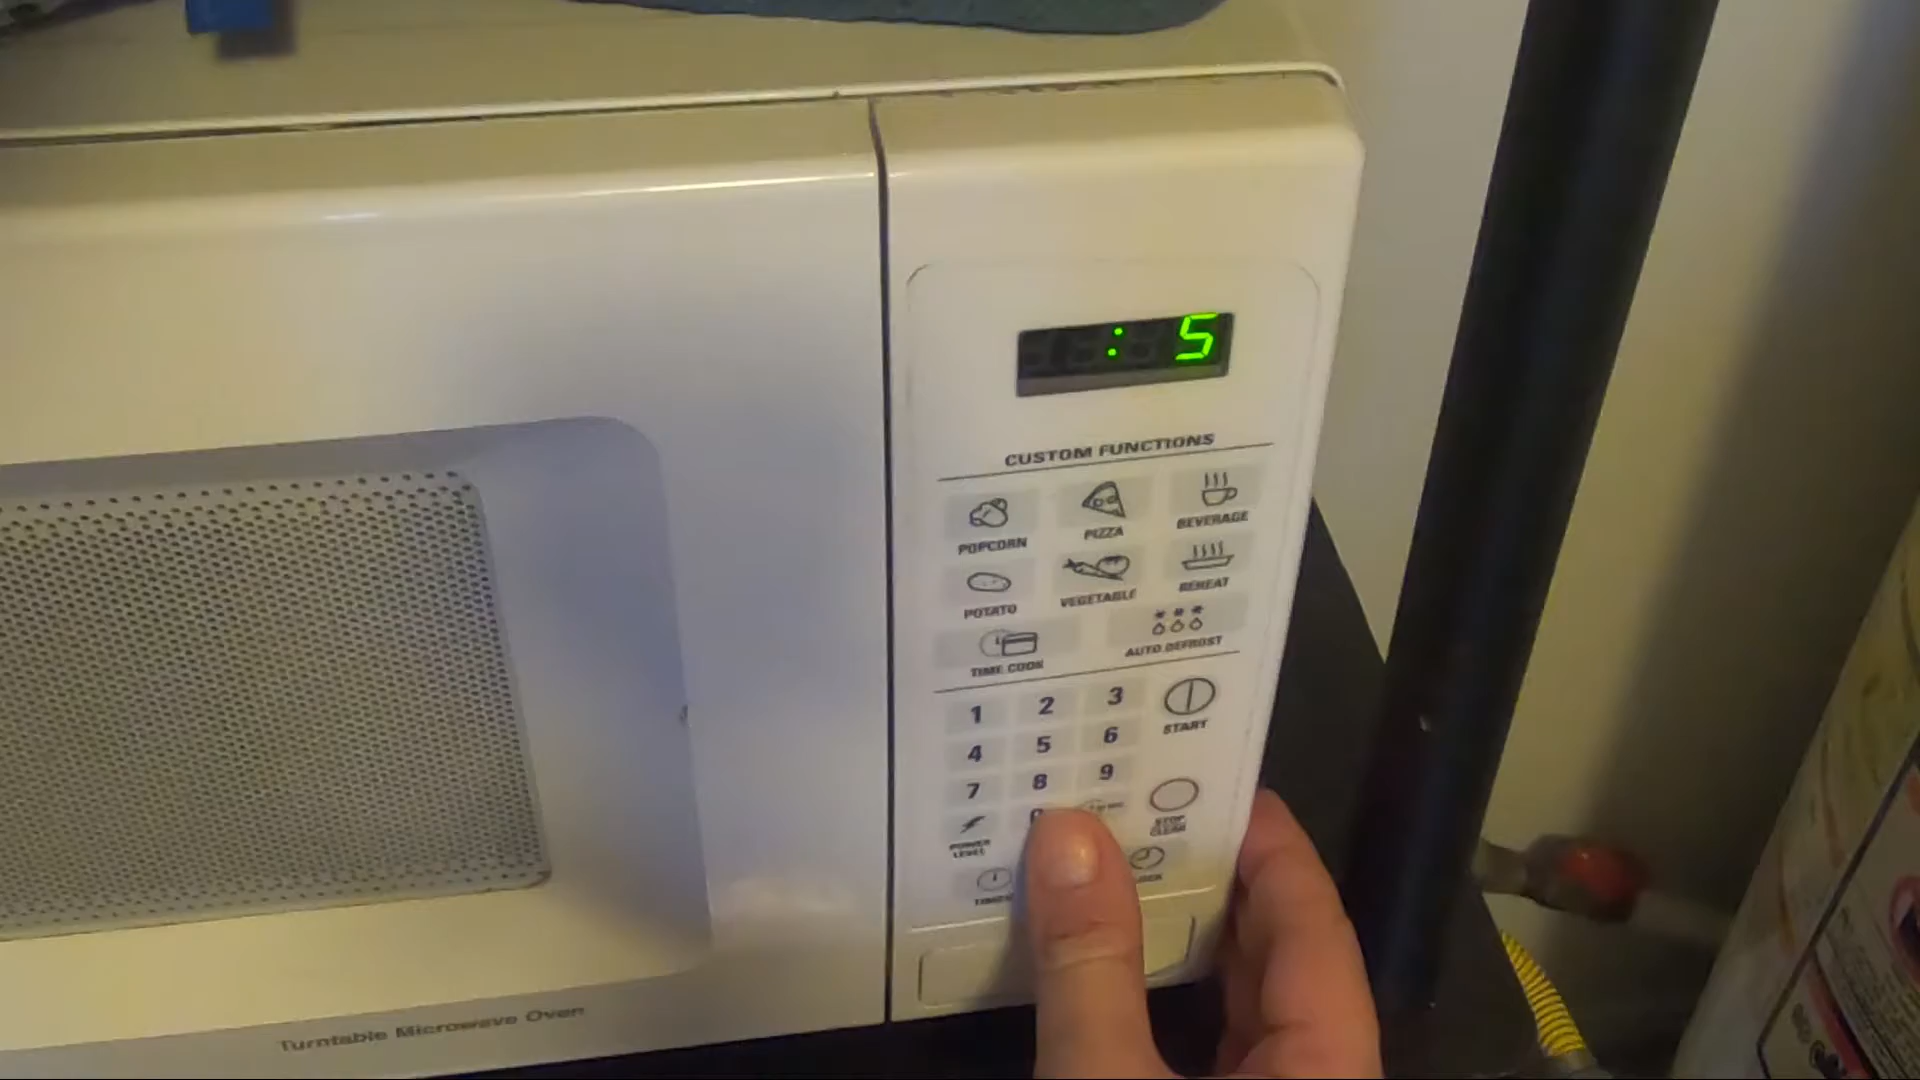 : 5
CUSTOM FUNCTIONS
POPCORN
PIZZA
BEVERAGE
POTATO
VEGETABLE
REHEAT
TIME COOK
AUTO DEFROST
1 2 3
START
4 5 6
7 8 9
POWER
LEVEL
STOP
CLEAR
Turntable Microwave Oven